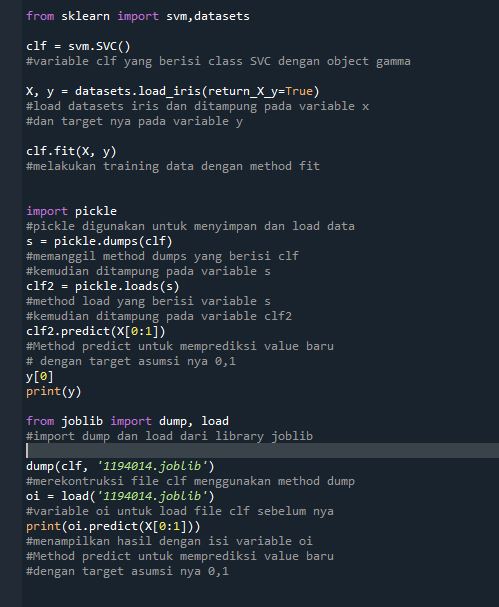 from sklearn import svm,datasets
clf = svm.SVC()
#variable clf yang berisi class SVC dengan object gamma
X, y = datasets.load_iris(return_X_y=True)
#load datasets iris dan ditampung pada variable x
#dan target nya pada variable y
clf.fit(X, y)
#melakukan training data dengan method fit
import pickle
#pickle digunakan untuk menyimpan dan load data
s = pickle.dumps(clf)
#memanggil method dumps yang berisi clf
#kemudian ditampung pada variable s
clf2 = pickle.loads(s)
#method load yang berisi variable s
#kemudian ditampung pada variable clf2
clf2.predict(X[0:1])
#Method predict untuk memprediksi value baru
# dengan target asumsi nya 0,1
y[0]
print(y)
from joblib import dump, load
#import dump dan load dari library joblib
dump(clf, '1194014.joblib')
#merekontruksi file clf menggunakan method dump
oi = load('1194014.joblib')
#variable oi untuk load file clf sebelum nya
print(oi.predict(X[0:1]))
#menampilkan hasil dengan isi variable oi
#Method predict untuk memprediksi value baru
#dengan target asumsi nya 0,1